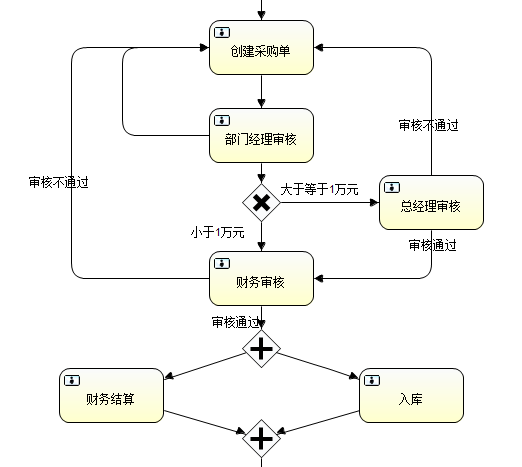 创建采购单
部门经理审核
审核不通过
审核不通过
大于等于1万元
总经理审核
小于1万元
审核通过
财务审核
审核通过
财务结算
入库